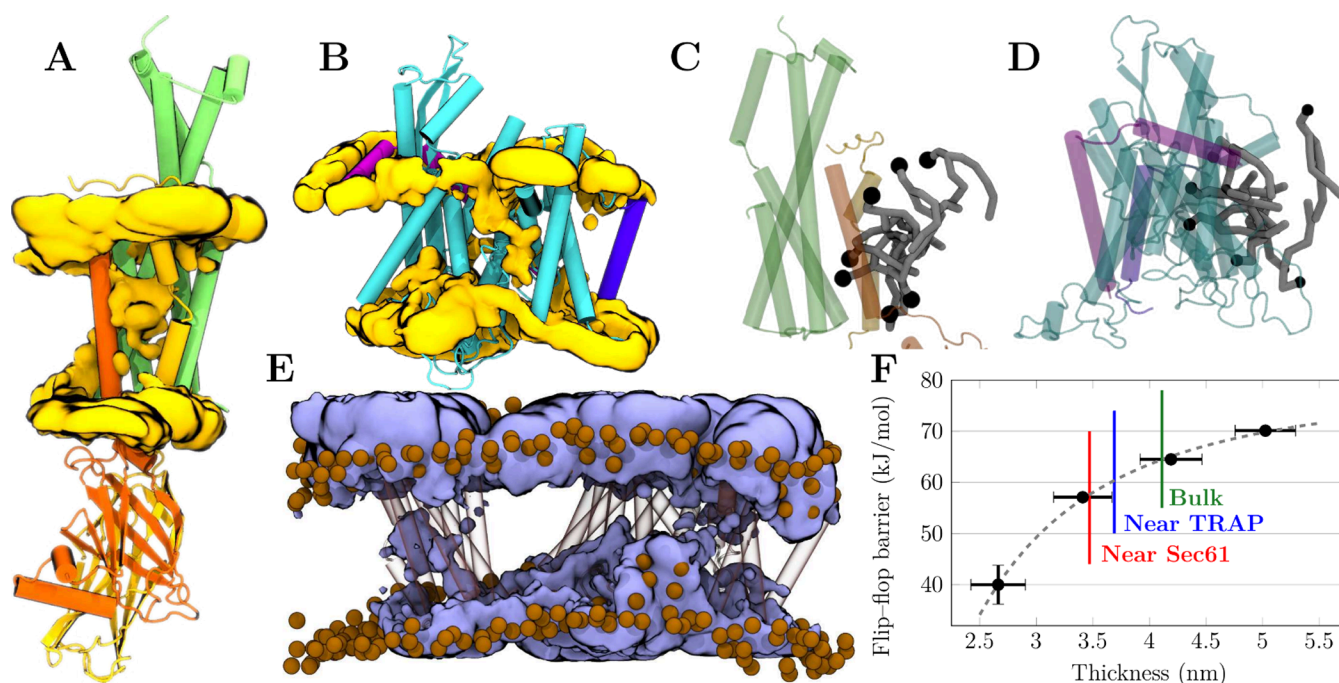 A
B
C
D
E
F
Flip–flop barrier (kJ/mol)
80
70
60
50
40
Bulk
Near TRAP
Near Sec61
2.5 3 3.5 4 4.5 5 5.5
Thickness (nm)